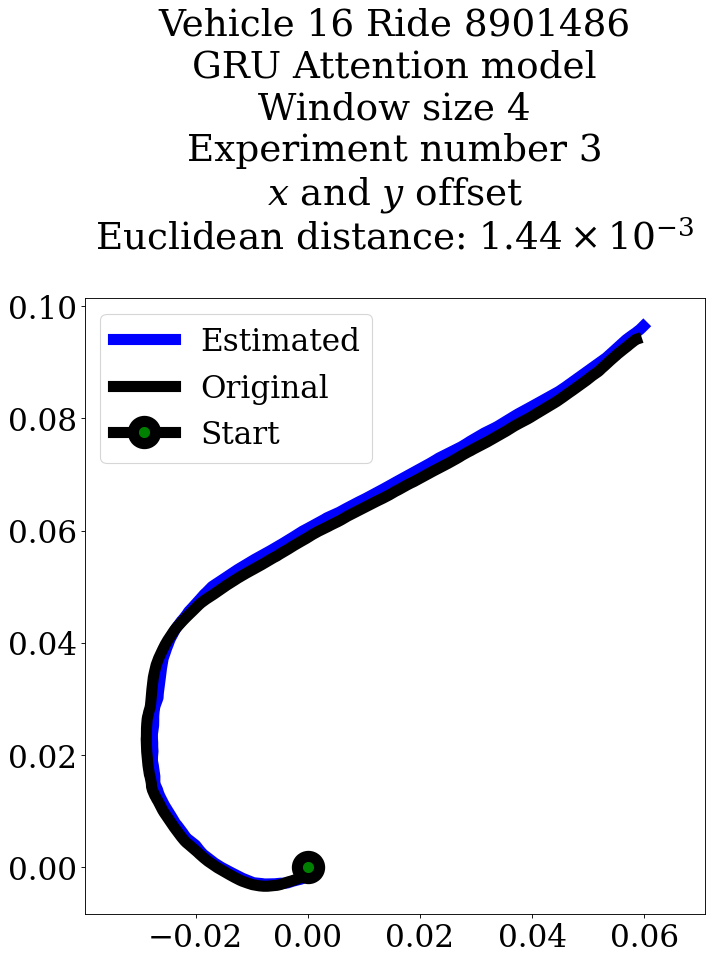 Vehicle 16 Ride 8901486
GRU Attention model
Window size 4
Experiment number 3
x and y offset
Euclidean distance: 1.44 × 10⁻³
Estimated
Original
Start
0.10
0.08
0.06
0.04
0.02
0.00
−0.02 0.00 0.02 0.04 0.06